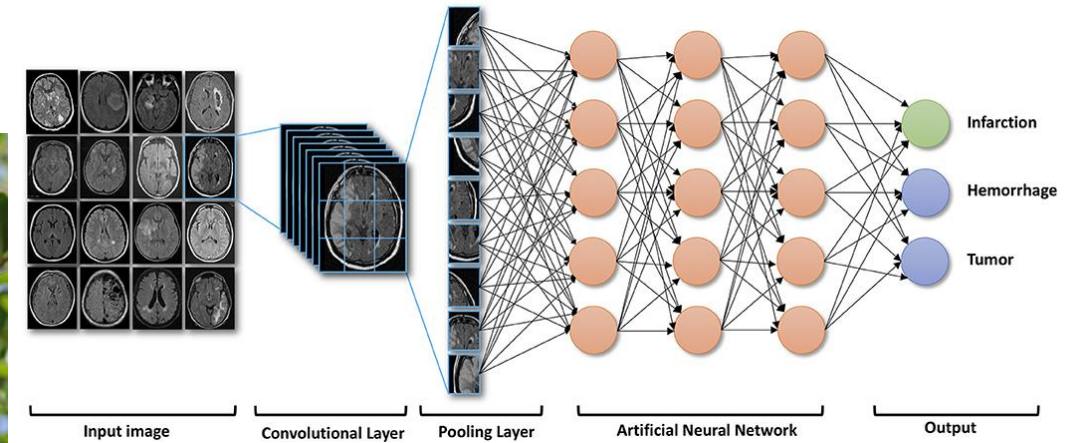 Infarction
Hemorrhage
Tumor
Input image
Convolutional Layer
Pooling Layer
Artificial Neural Network
Output